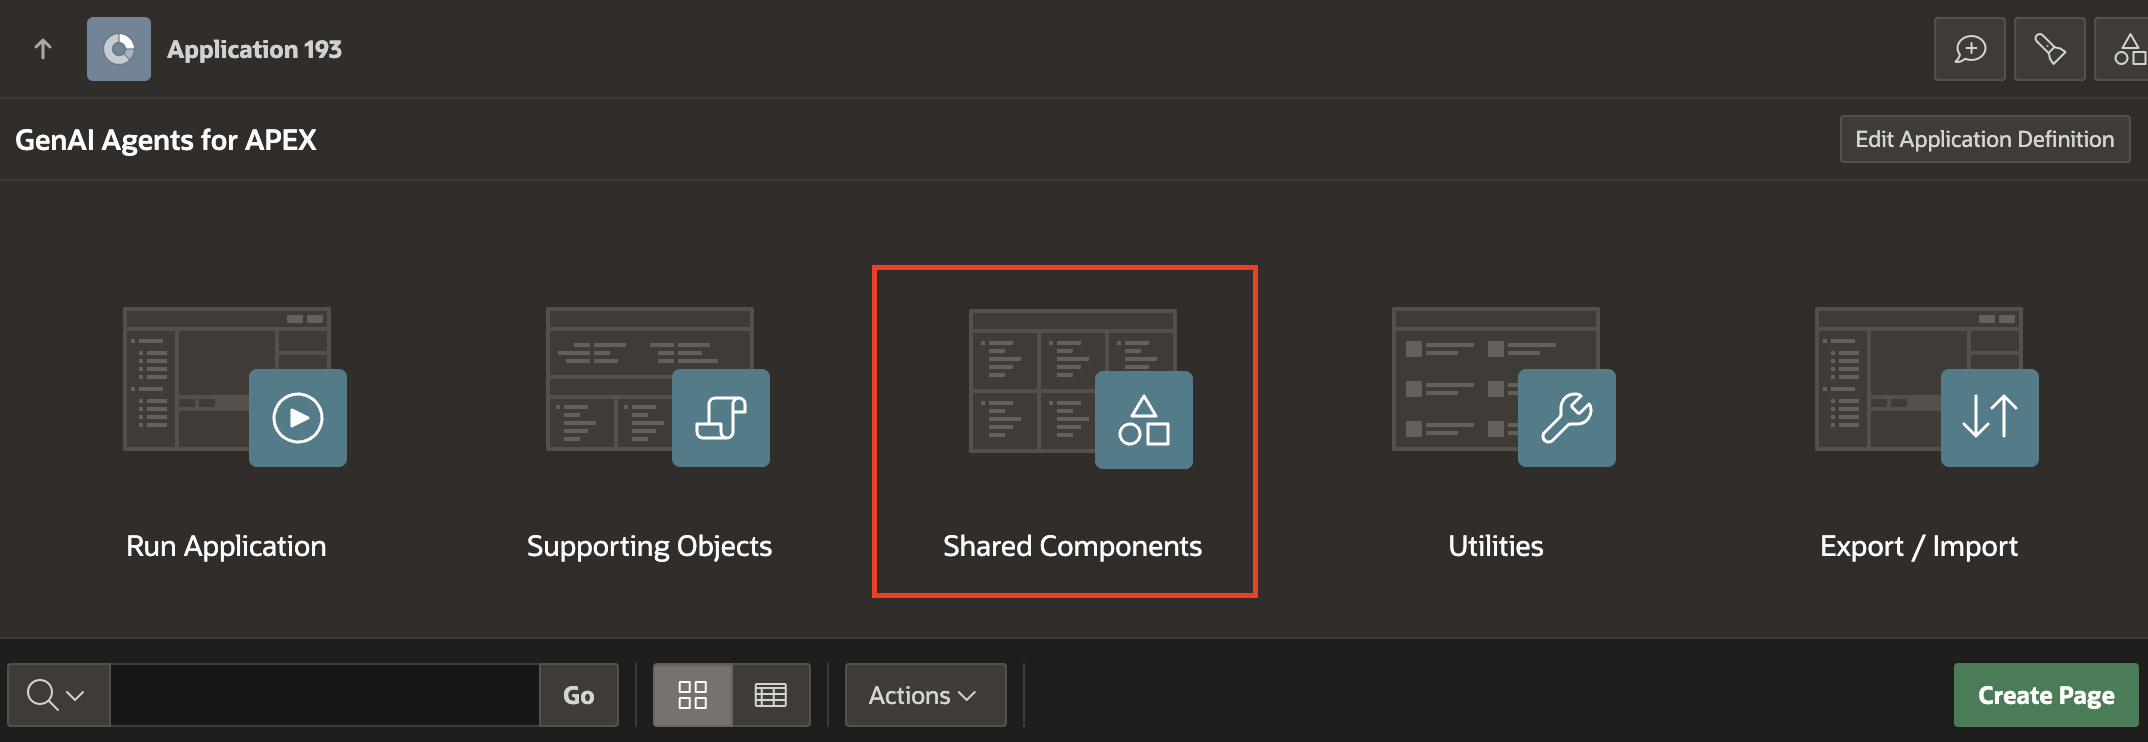 Application 193
GenAI Agents for APEX
Edit Application Definition
Run Application
Supporting Objects
Shared Components
Utilities
Export / Import
Go
Actions
Create Page